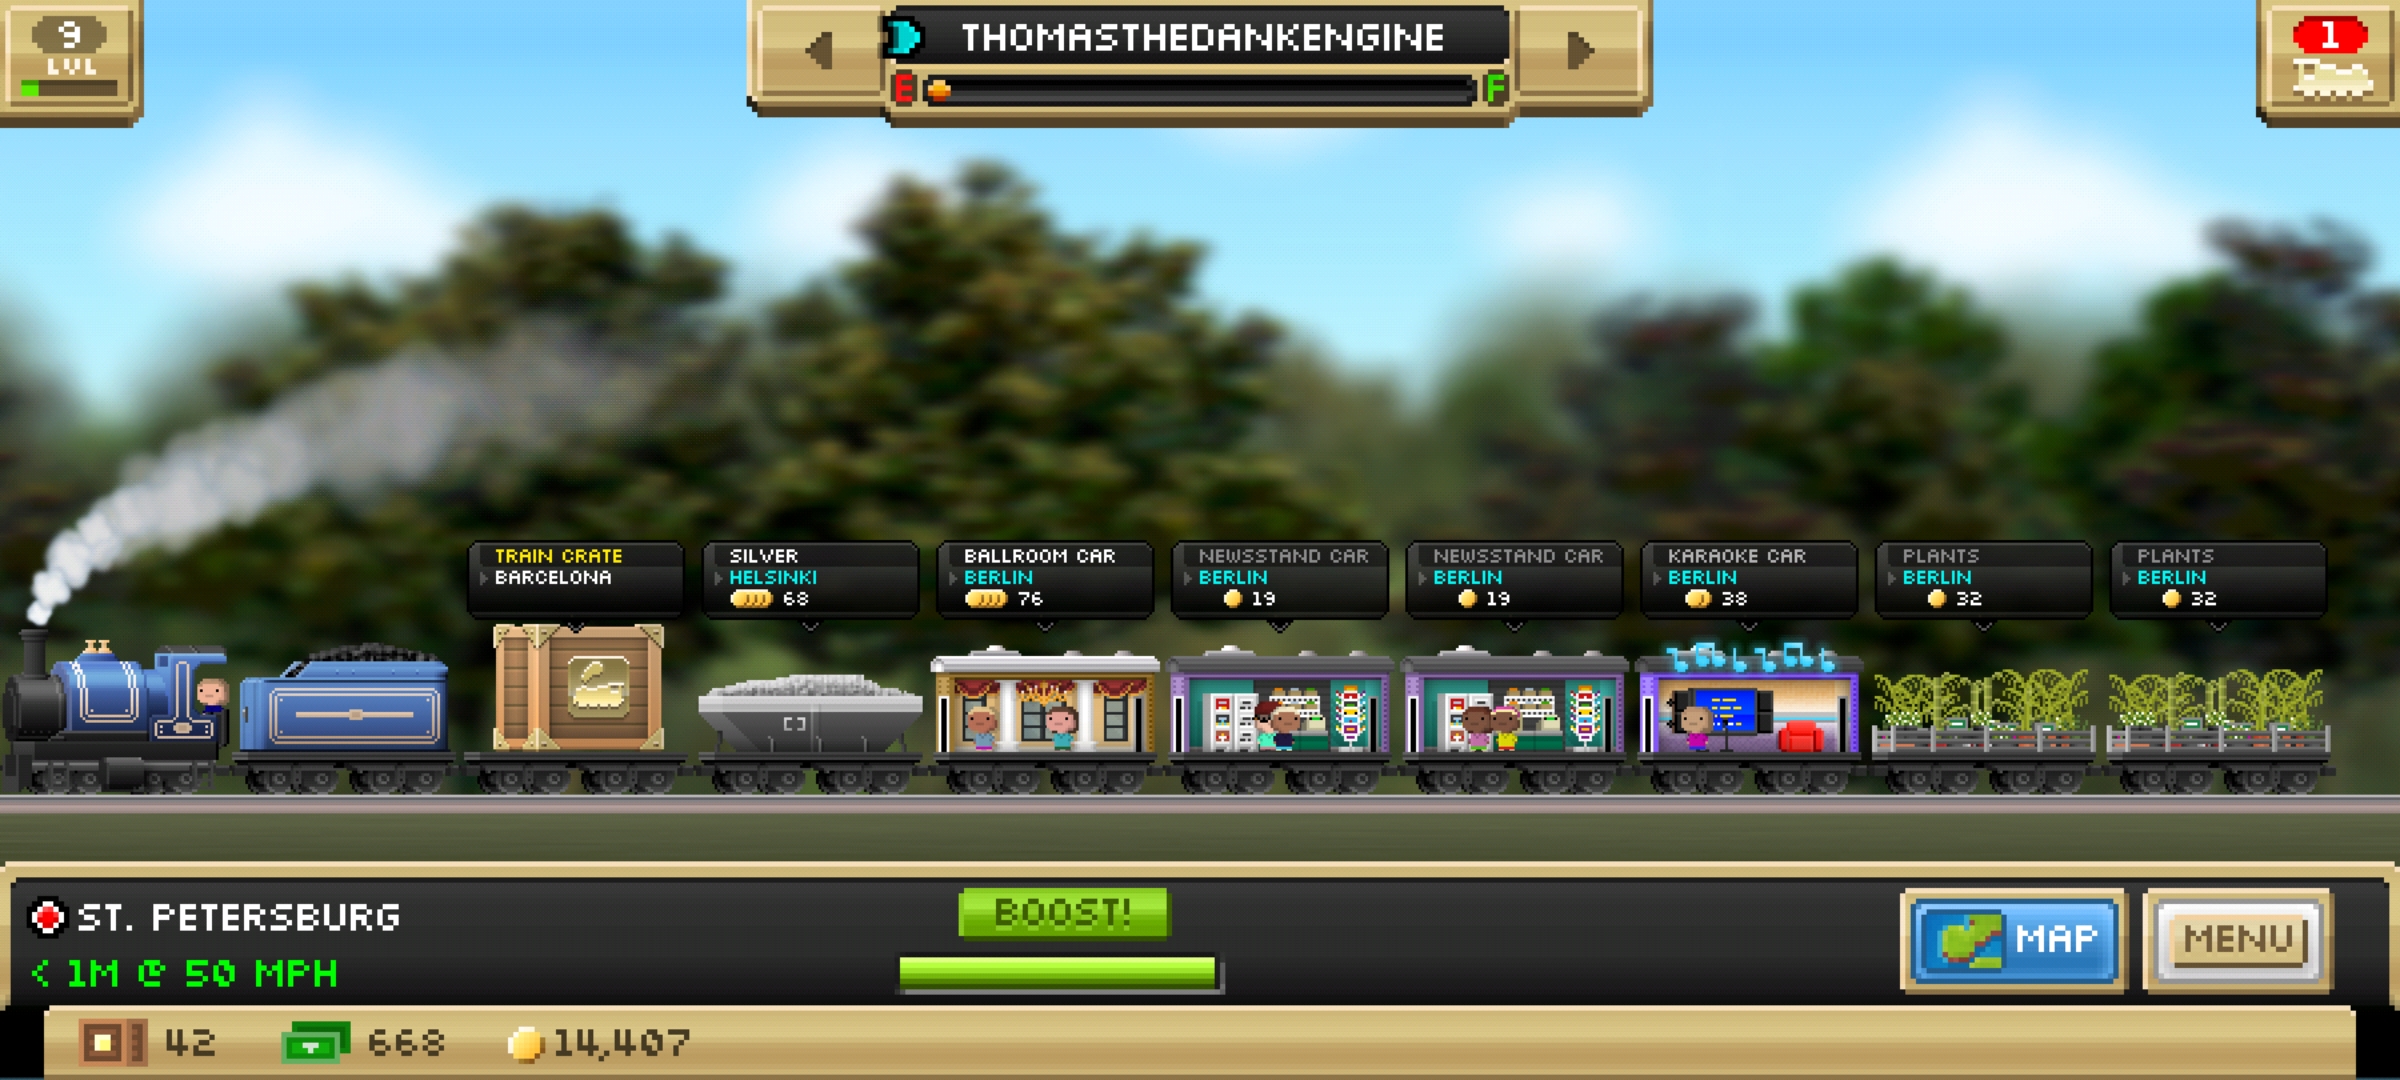 9
LVL
THOMASTHEDANKENGINE
E F
1
TRAIN CRATE
BARCELONA
SILVER
HELSINKI
68
BALLROOM CAR
BERLIN
76
NEWSSTAND CAR
BERLIN
19
NEWSSTAND CAR
BERLIN
19
KARAOKE CAR
BERLIN
38
PLANTS
BERLIN
32
PLANTS
BERLIN
32
ST. PETERSBURG
< 1M @ 50 MPH
BOOST!
MAP
MENU
42
668
14,407